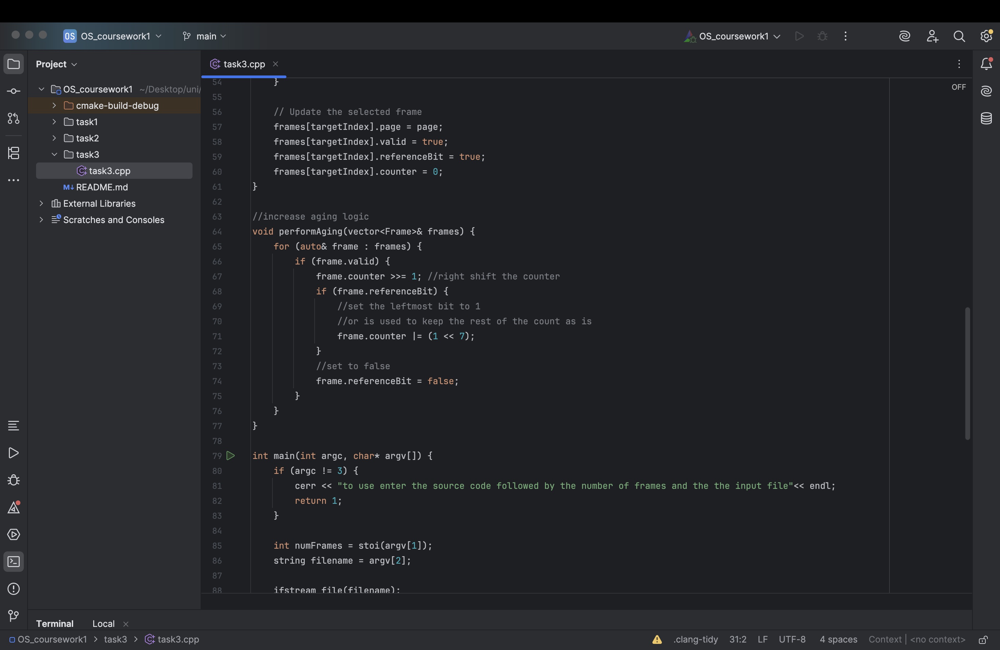 OS OS_coursework1 main OS_coursework1
Project
OS_coursework1 ~/Desktop/uni/
cmake-build-debug
task1
task2
task3
task3.cpp
README.md
External Libraries
Scratches and Consoles
task3.cpp
OFF
54 }
55
56 // Update the selected frame
57 frames[targetIndex].page = page;
58 frames[targetIndex].valid = true;
59 frames[targetIndex].referenceBit = true;
60 frames[targetIndex].counter = 0;
61 }
62
63 //increase aging logic
64 void performAging(vector<Frame>& frames) {
65 for (auto& frame : frames) {
66 if (frame.valid) {
67 frame.counter >>= 1; //right shift the counter
68 if (frame.referenceBit) {
69 //set the leftmost bit to 1
70 //or is used to keep the rest of the count as is
71 frame.counter |= (1 << 7);
72 }
73 //set to false
74 frame.referenceBit = false;
75 }
76 }
77 }
78
79 int main(int argc, char* argv[]) {
80 if (argc != 3) {
81 cerr << "to use enter the source code followed by the number of frames and the the input file"<< endl;
82 return 1;
83 }
84
85 int numFrames = stoi(argv[1]);
86 string filename = argv[2];
87
88 ifstream file(filename);
Terminal Local
OS_coursework1 > task3 > task3.cpp .clang-tidy 31:2 LF UTF-8 4 spaces Context | <no context>